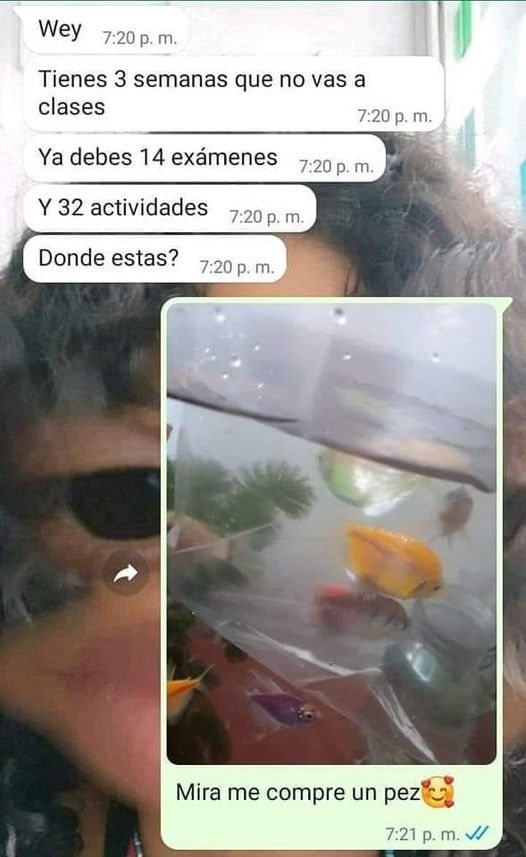 Wey 7:20 p. m.
Tienes 3 semanas que no vas a
clases 7:20 p. m.
Ya debes 14 exámenes 7:20 p. m.
Y 32 actividades 7:20 p. m.
Donde estas? 7:20 p. m.
Mira me compre un pez🥰
7:21 p. m.